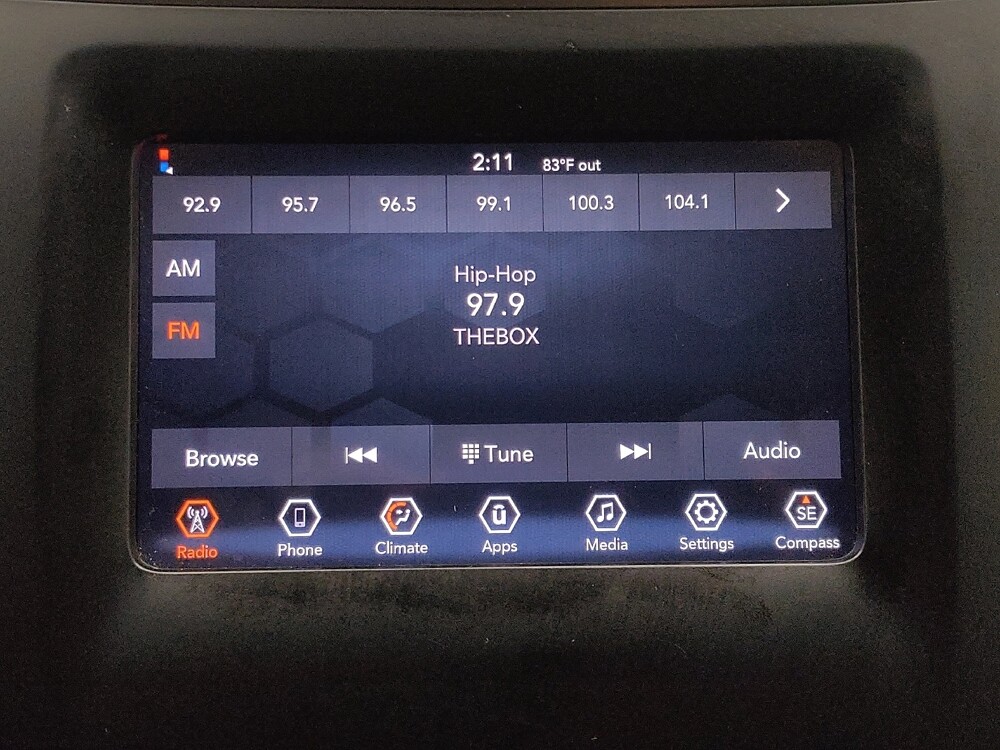 2:11 83°F out
92.9 95.7 96.5 99.1 100.3 104.1
AM
Hip-Hop
97.9
FM
THEBOX
Browse Tune Audio
SE
Radio Phone Climate Apps Media Settings Compass